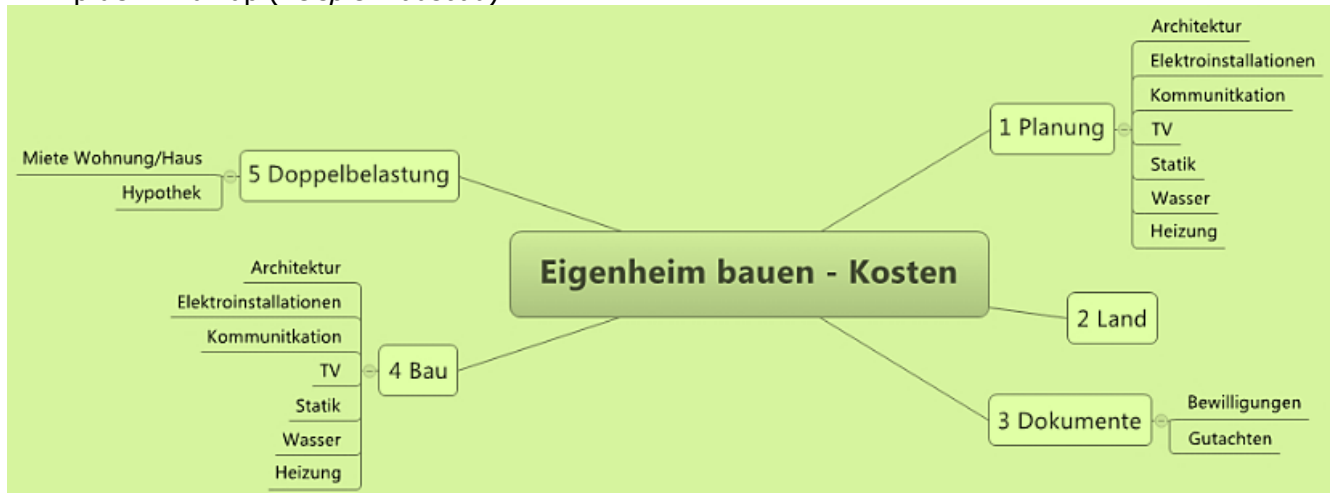 Eigenheim bauen - Kosten
1 Planung
Architektur
Elektroinstallationen
Kommunitkation
TV
Statik
Wasser
Heizung
2 Land
3 Dokumente
Bewilligungen
Gutachten
4 Bau
Architektur
Elektroinstallationen
Kommunitkation
TV
Statik
Wasser
Heizung
5 Doppelbelastung
Miete Wohnung/Haus
Hypothek